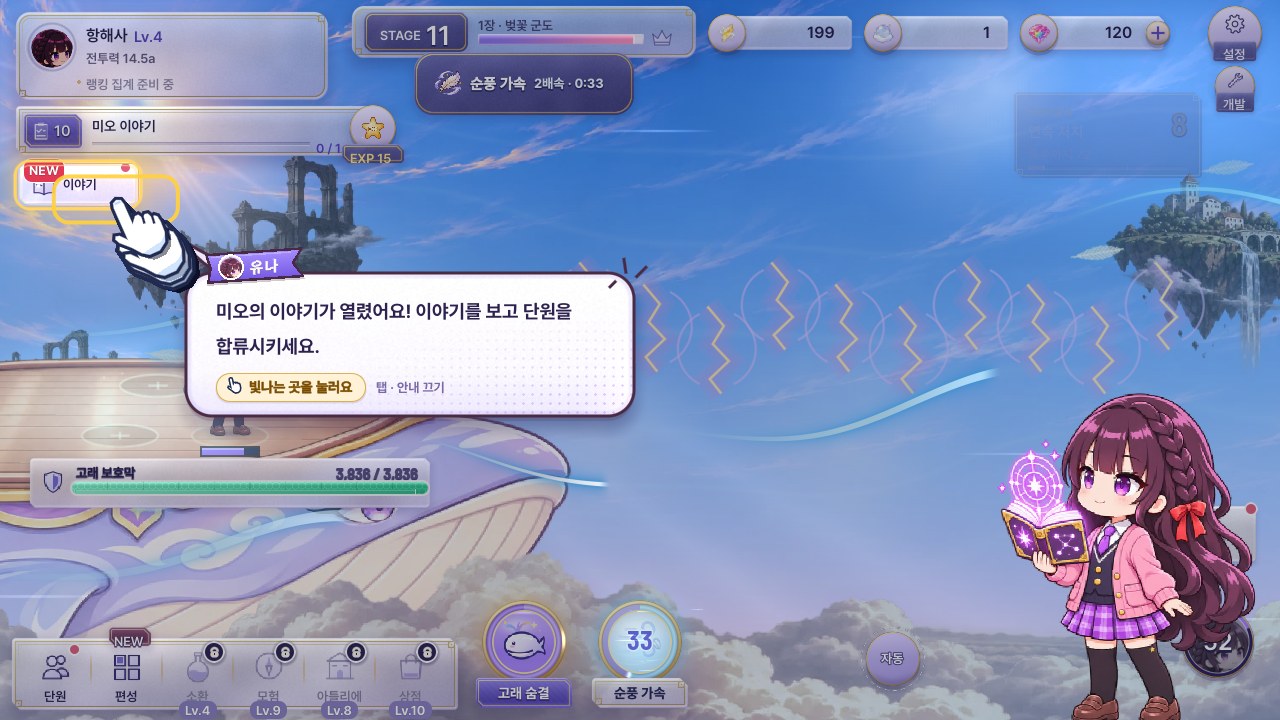 항해사 Lv.4
전투력 14.5a
랭킹 집계 준비 중
STAGE 11
1장 · 벚꽃 군도
순풍 가속 2배속 · 0:33
199
1
120
설정
개발
8
10
미오 이야기
0 / 1
EXP 15
NEW
이야기
유나
미오의 이야기가 열렸어요! 이야기를 보고 단원을
합류시키세요.
빛나는 곳을 눌러요
탭 · 안내 끄기
고래 보호막
3,836 / 3,836
33
고래 숨결
순풍 가속
자동
NEW
단원
편성
소환
모험
아틀리에
상점
Lv.4
Lv.9
Lv.8
Lv.10